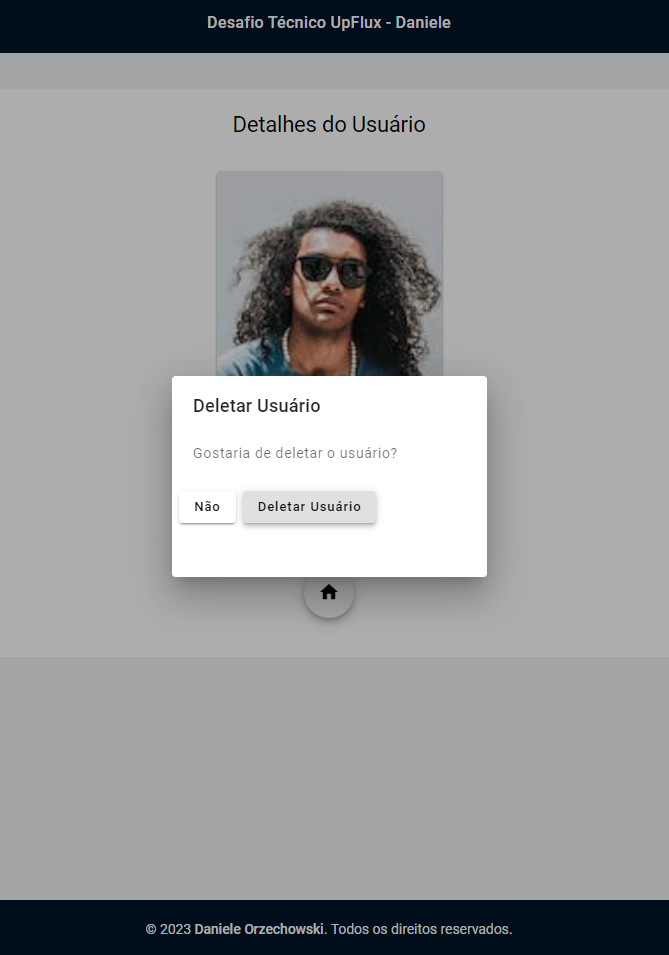 Desafio Técnico UpFlux - Daniele
Detalhes do Usuário
Deletar Usuário
Gostaria de deletar o usuário?
Não
Deletar Usuário
© 2023 Daniele Orzechowski. Todos os direitos reservados.